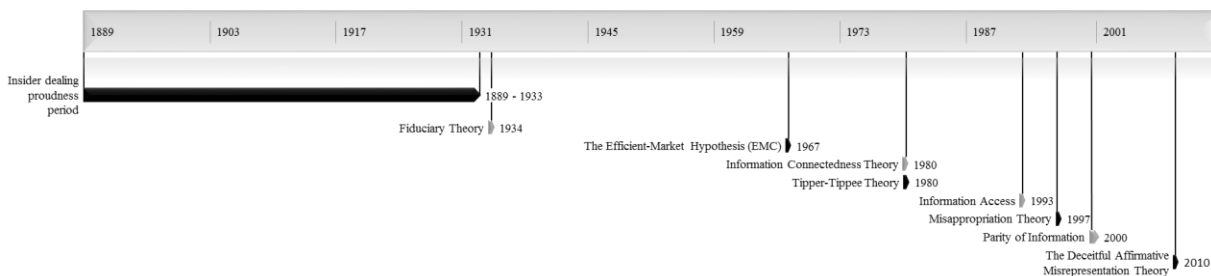 1889 1903 1917 1931 1945 1959 1973 1987 2001
Insider dealing
proudness
period
1889 - 1933
Fiduciary Theory 1934
The Efficient-Market Hypothesis (EMC) 1967
Information Connectedness Theory 1980
Tipper-Tippee Theory 1980
Information Access 1993
Misappropriation Theory 1997
Parity of Information 2000
The Deceitful Affirmative
Misrepresentation Theory 2010